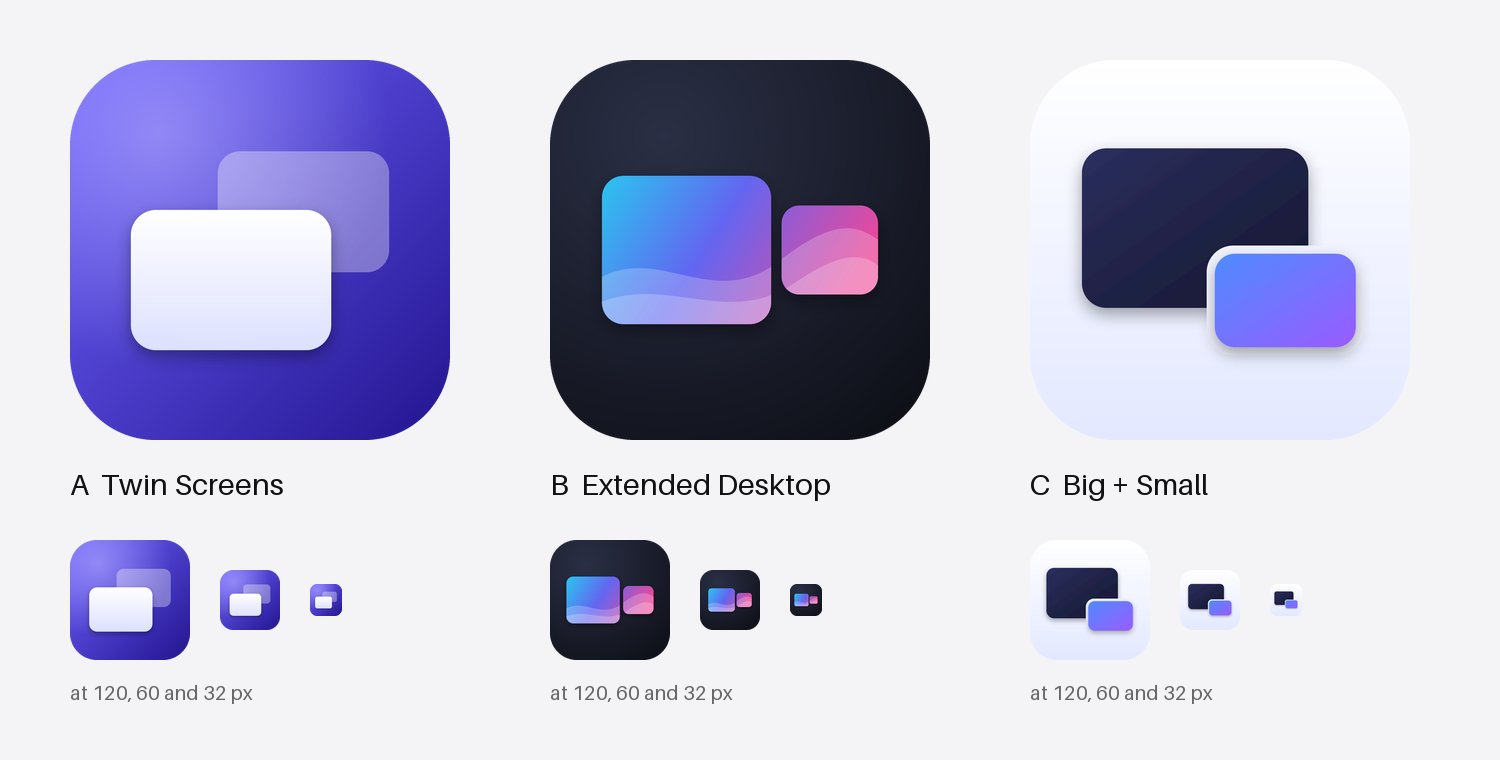 A Twin Screens
B Extended Desktop
C Big + Small
at 120, 60 and 32 px
at 120, 60 and 32 px
at 120, 60 and 32 px